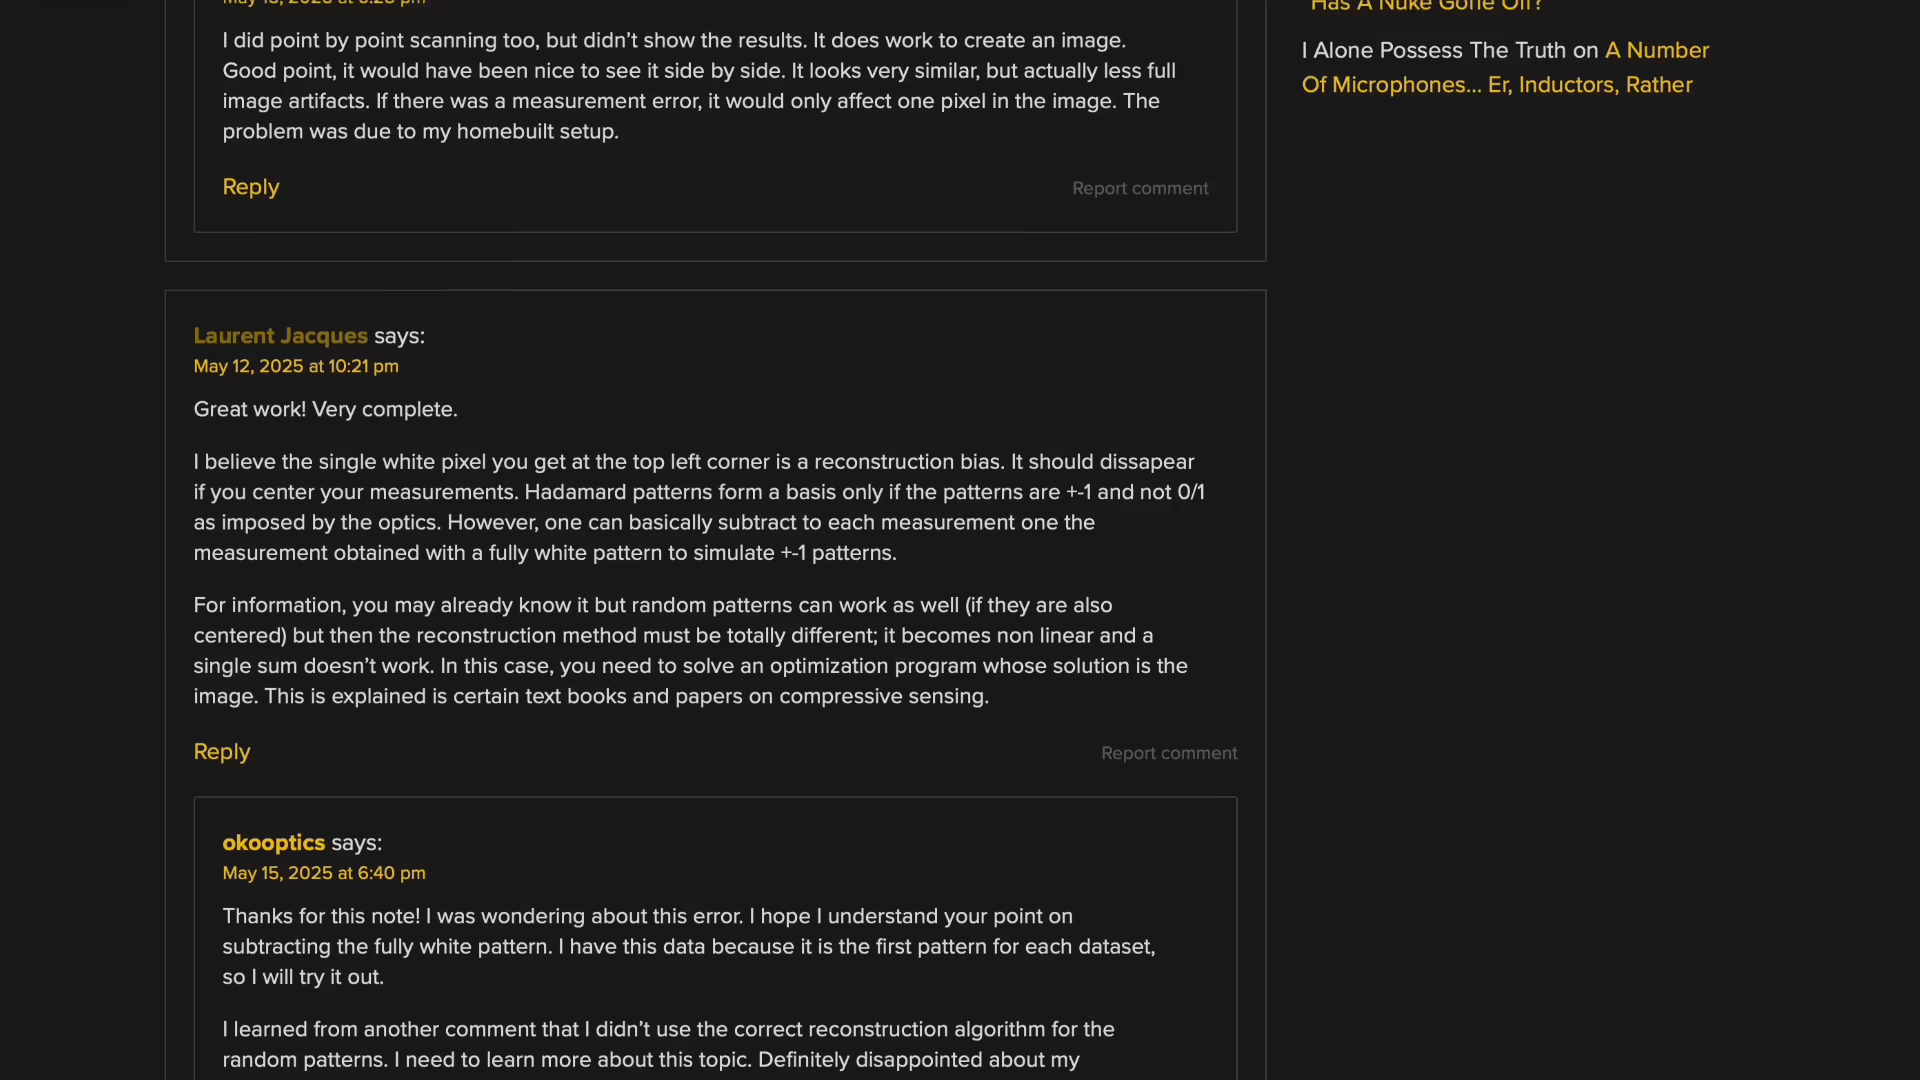 May 15, 2025 at 6:28 pm
I did point by point scanning too, but didn’t show the results. It does work to create an image.
Good point, it would have been nice to see it side by side. It looks very similar, but actually less full
image artifacts. If there was a measurement error, it would only affect one pixel in the image. The
problem was due to my homebuilt setup.
Reply
Report comment
Laurent Jacques says:
May 12, 2025 at 10:21 pm
Great work! Very complete.
I believe the single white pixel you get at the top left corner is a reconstruction bias. It should dissapear
if you center your measurements. Hadamard patterns form a basis only if the patterns are +-1 and not 0/1
as imposed by the optics. However, one can basically subtract to each measurement one the
measurement obtained with a fully white pattern to simulate +-1 patterns.
For information, you may already know it but random patterns can work as well (if they are also
centered) but then the reconstruction method must be totally different; it becomes non linear and a
single sum doesn’t work. In this case, you need to solve an optimization program whose solution is the
image. This is explained is certain text books and papers on compressive sensing.
Reply
Report comment
okooptics says:
May 15, 2025 at 6:40 pm
Thanks for this note! I was wondering about this error. I hope I understand your point on
subtracting the fully white pattern. I have this data because it is the first pattern for each dataset,
so I will try it out.
I learned from another comment that I didn’t use the correct reconstruction algorithm for the
random patterns. I need to learn more about this topic. Definitely disappointed about my
Has A Nuke Gone Off?
I Alone Possess The Truth on A Number
Of Microphones… Er, Inductors, Rather